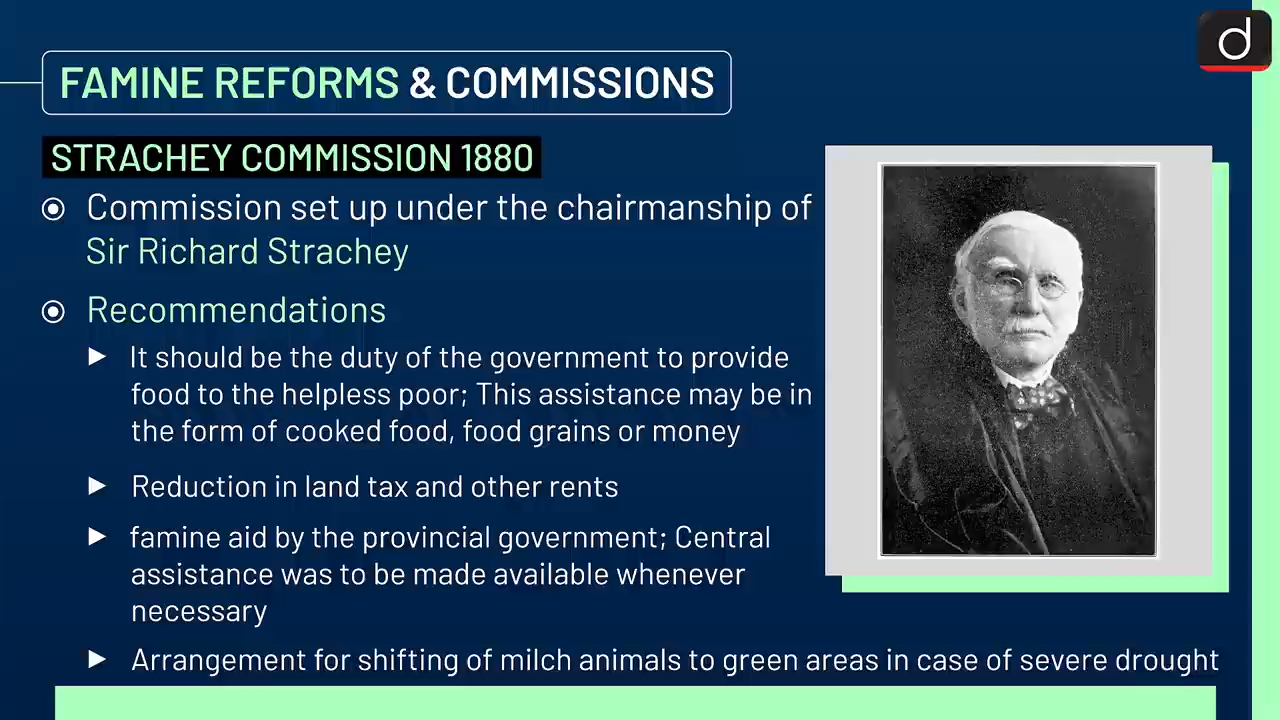 d
FAMINE REFORMS & COMMISSIONS
STRACHEY COMMISSION 1880
Commission set up under the chairmanship of
Sir Richard Strachey
Recommendations
It should be the duty of the government to provide
food to the helpless poor; This assistance may be in
the form of cooked food, food grains or money
Reduction in land tax and other rents
famine aid by the provincial government; Central
assistance was to be made available whenever
necessary
Arrangement for shifting of milch animals to green areas in case of severe drought